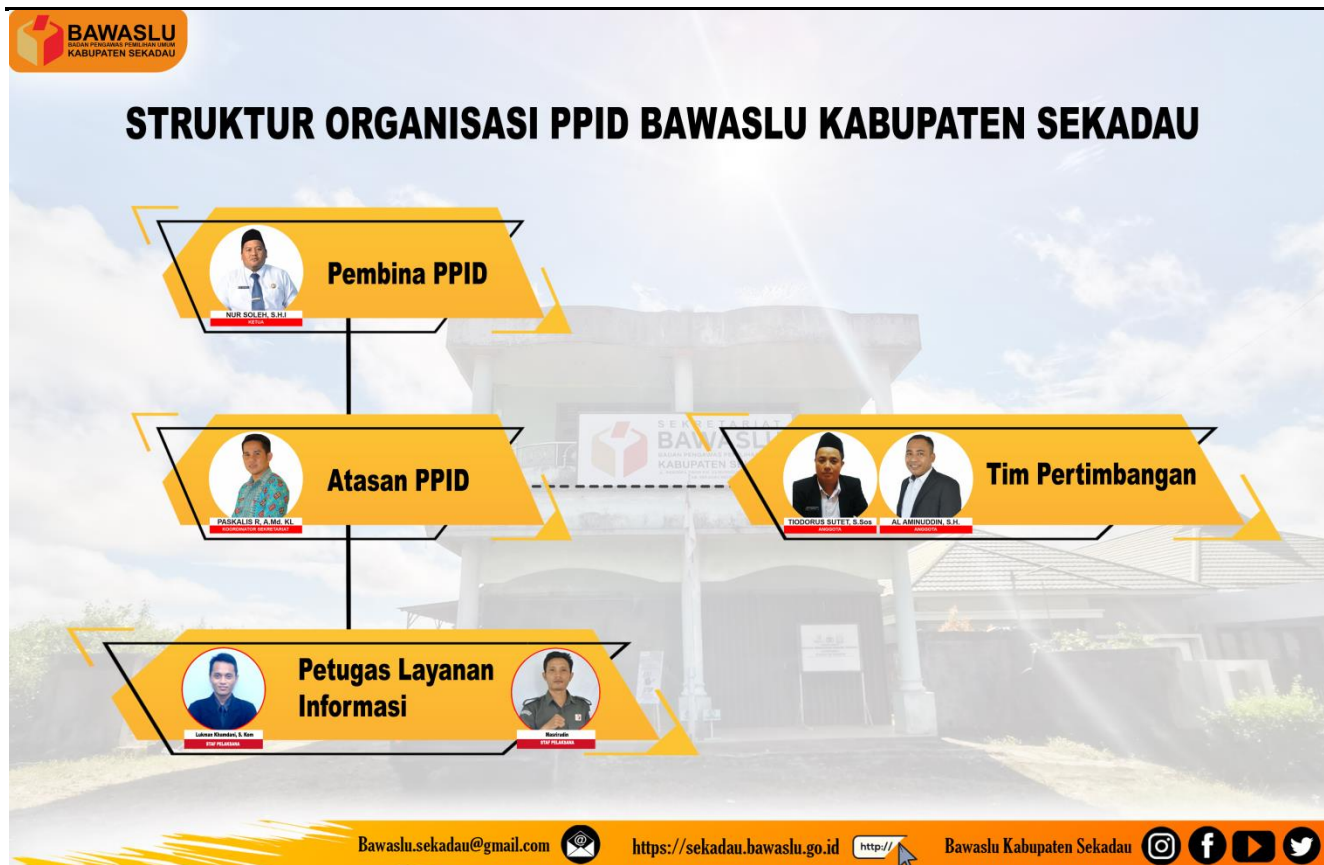 BAWASLU
BADAN PENGAWAS PEMILIHAN UMUM
KABUPATEN SEKADAU
STRUKTUR ORGANISASI PPID BAWASLU KABUPATEN SEKADAU
Pembina PPID
NUR SOLEH, S.H.I
KETUA
Atasan PPID
PASKALIS R, A.Md. KL
KOORDINATOR SEKRETARIAT
SEKRETARIAT
BAWASLU
KABUPATEN
Tim Pertimbangan
TIODORUS SUTET, S.Sos
ANGGOTA
AL AMINUDDIN, S.H.
ANGGOTA
Petugas Layanan
Informasi
Lukman Khamdani, S. Kom
STAF PELAKSANA
Nasirudin
STAF PELAKSANA
Bawaslu.sekadau@gmail.com
https://sekadau.bawaslu.go.id
http://
Bawaslu Kabupaten Sekadau